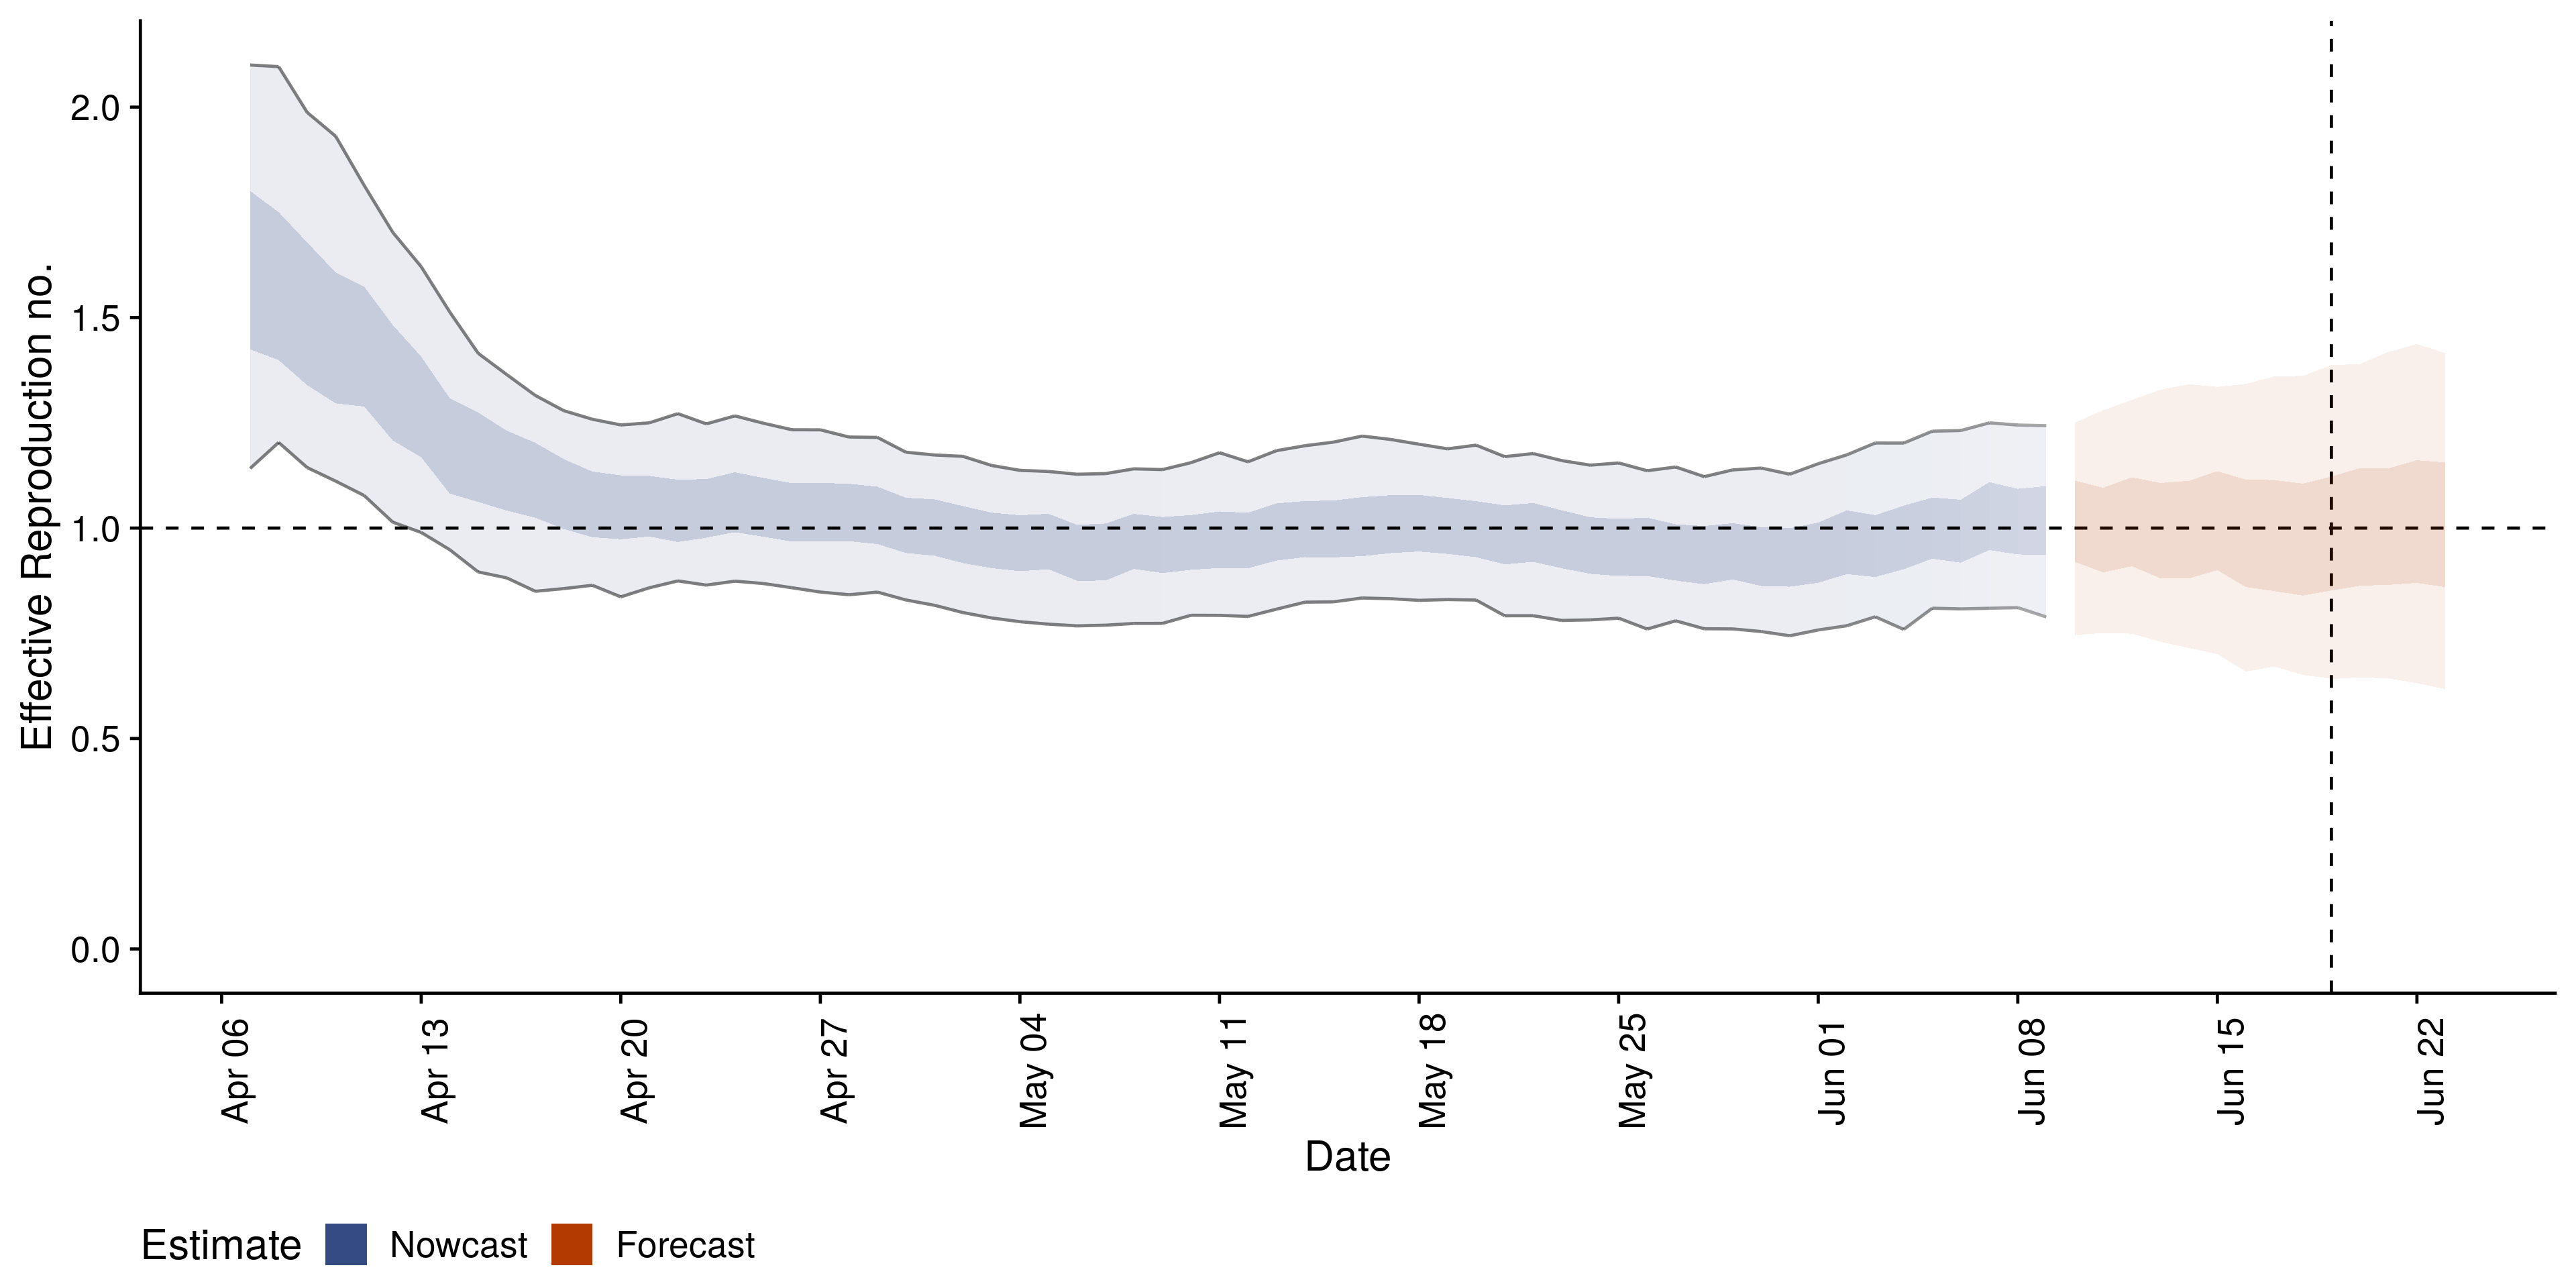 Effective Reproduction no.
2.0
1.5
1.0
0.5
0.0
Apr 06
Apr 13
Apr 20
Apr 27
May 04
May 11
May 18
May 25
Jun 01
Jun 08
Jun 15
Jun 22
Date
Estimate Nowcast Forecast